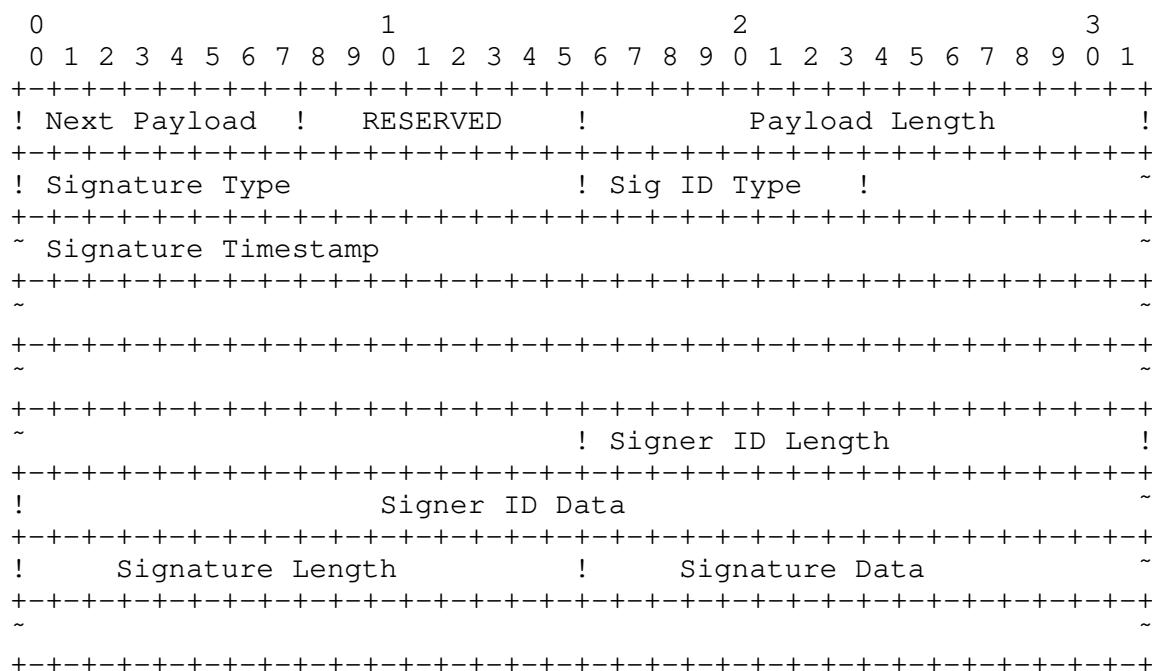 0                   1                   2                   3
 0 1 2 3 4 5 6 7 8 9 0 1 2 3 4 5 6 7 8 9 0 1 2 3 4 5 6 7 8 9 0 1
+-+-+-+-+-+-+-+-+-+-+-+-+-+-+-+-+-+-+-+-+-+-+-+-+-+-+-+-+-+-+-+-+
! Next Payload  !   RESERVED    !         Payload Length        !
+-+-+-+-+-+-+-+-+-+-+-+-+-+-+-+-+-+-+-+-+-+-+-+-+-+-+-+-+-+-+-+-+
! Signature Type                ! Sig ID Type   !               ~
+-+-+-+-+-+-+-+-+-+-+-+-+-+-+-+-+-+-+-+-+-+-+-+-+-+-+-+-+-+-+-+-+
~ Signature Timestamp                                           ~
+-+-+-+-+-+-+-+-+-+-+-+-+-+-+-+-+-+-+-+-+-+-+-+-+-+-+-+-+-+-+-+-+
~                                                               ~
+-+-+-+-+-+-+-+-+-+-+-+-+-+-+-+-+-+-+-+-+-+-+-+-+-+-+-+-+-+-+-+-+
~                                                               ~
+-+-+-+-+-+-+-+-+-+-+-+-+-+-+-+-+-+-+-+-+-+-+-+-+-+-+-+-+-+-+-+-+
~                               ! Signer ID Length              !
+-+-+-+-+-+-+-+-+-+-+-+-+-+-+-+-+-+-+-+-+-+-+-+-+-+-+-+-+-+-+-+-+
!                    Signer ID Data                             ~
+-+-+-+-+-+-+-+-+-+-+-+-+-+-+-+-+-+-+-+-+-+-+-+-+-+-+-+-+-+-+-+-+
!     Signature Length          !     Signature Data            ~
+-+-+-+-+-+-+-+-+-+-+-+-+-+-+-+-+-+-+-+-+-+-+-+-+-+-+-+-+-+-+-+-+
~                                                               ~
+-+-+-+-+-+-+-+-+-+-+-+-+-+-+-+-+-+-+-+-+-+-+-+-+-+-+-+-+-+-+-+-+